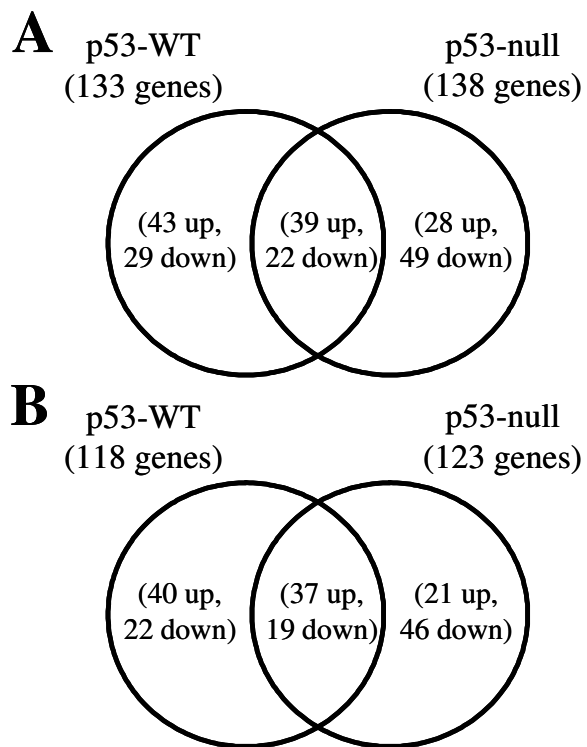 A
p53-WT
(133 genes)
p53-null
(138 genes)
(43 up,
29 down)
(39 up,
22 down)
(28 up,
49 down)
B
p53-WT
(118 genes)
p53-null
(123 genes)
(40 up,
22 down)
(37 up,
19 down)
(21 up,
46 down)